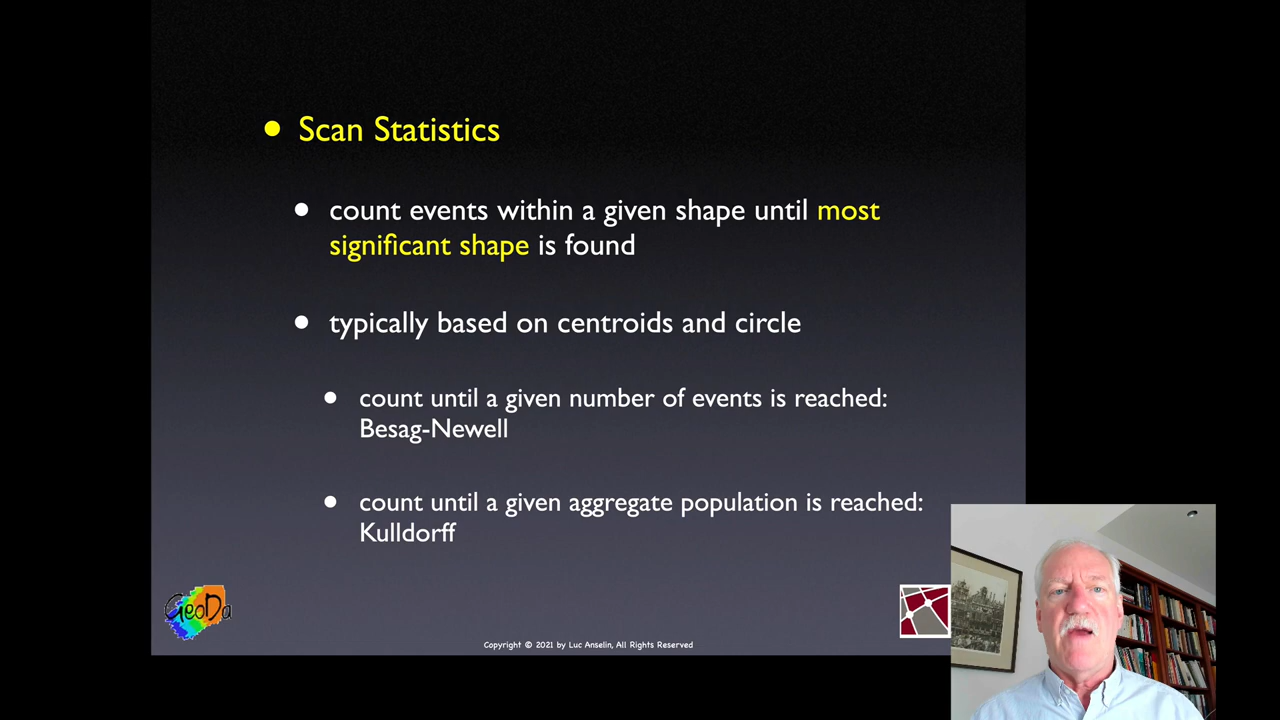 • Scan Statistics
• count events within a given shape until most
significant shape is found
• typically based on centroids and circle
• count until a given number of events is reached:
Besag-Newell
• count until a given aggregate population is reached:
Kulldorff
GeoDa
Copyright © 2021 by Luc Anselin, All Rights Reserved